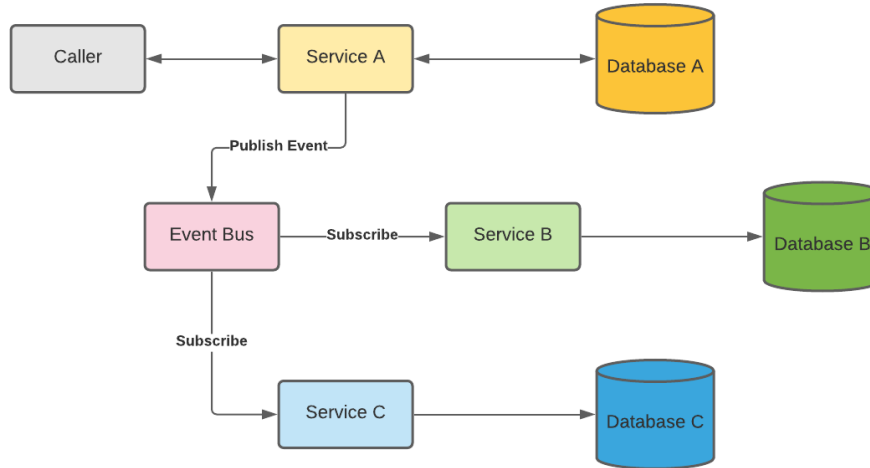 Caller
Service A
Database A
Publish Event
Event Bus
Subscribe
Service B
Database B
Subscribe
Service C
Database C